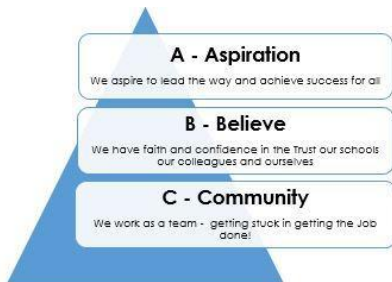 A - Aspiration
We aspire to lead the way and achieve success for all
B - Believe
We have faith and confidence in the Trust our schools
our colleagues and ourselves
C - Community
We work as a team - getting stuck in getting the Job
done!